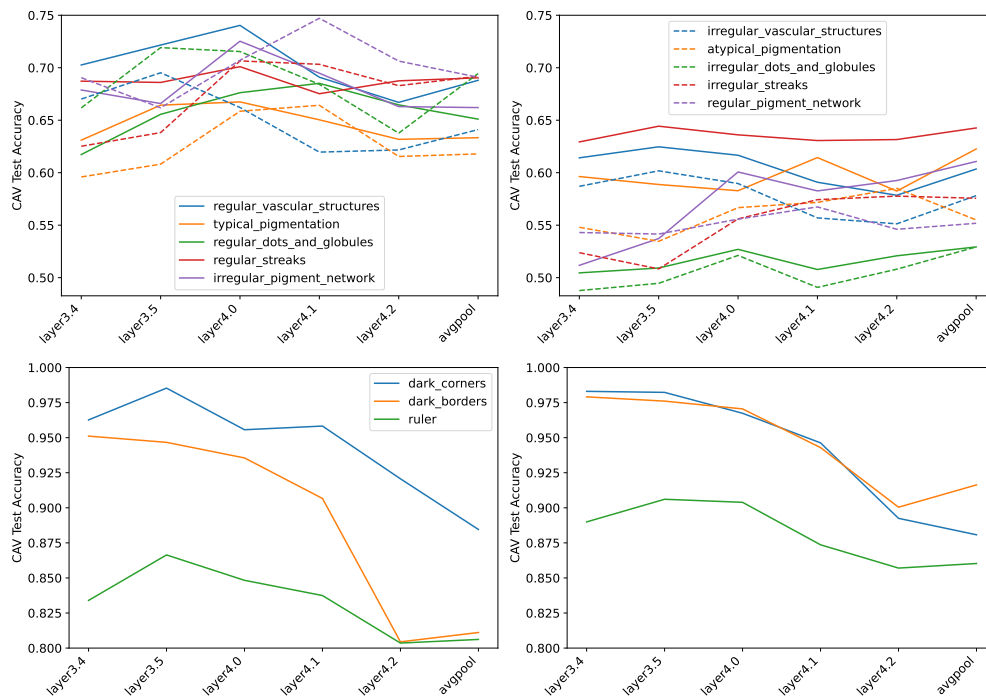 0.75
0.70
0.65
0.60
0.55
0.50
CAV Test Accuracy
regular_vascular_structures
typical_pigmentation
regular_dots_and_globules
regular_streaks
irregular_pigment_network
layer3.4
layer3.5
layer4.0
layer4.1
layer4.2
avgpool
0.75
0.70
0.65
0.60
0.55
0.50
CAV Test Accuracy
irregular_vascular_structures
atypical_pigmentation
irregular_dots_and_globules
irregular_streaks
regular_pigment_network
layer3.4
layer3.5
layer4.0
layer4.1
layer4.2
avgpool
1.000
0.975
0.950
0.925
0.900
0.875
0.850
0.825
0.800
CAV Test Accuracy
dark_corners
dark_borders
ruler
layer3.4
layer3.5
layer4.0
layer4.1
layer4.2
avgpool
1.000
0.975
0.950
0.925
0.900
0.875
0.850
0.825
0.800
CAV Test Accuracy
layer3.4
layer3.5
layer4.0
layer4.1
layer4.2
avgpool